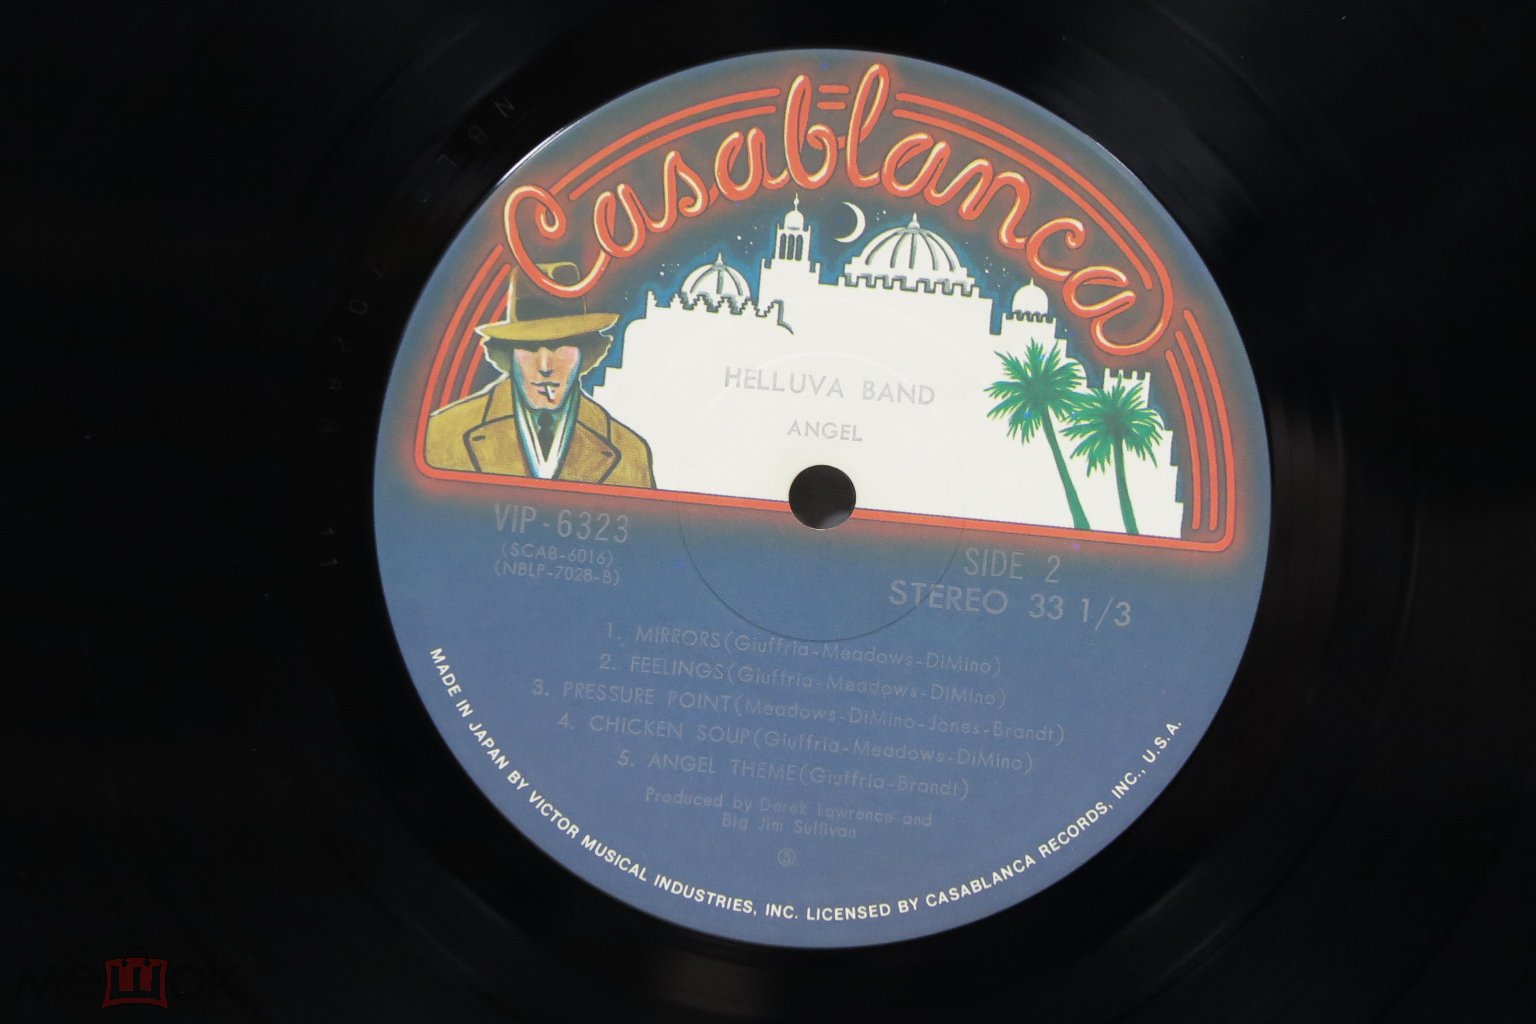 Casablanca
HELLUVA BAND
ANGEL
VIP-6323
(SCAB-6016)
(NBLP-7028-B)
SIDE 2
STEREO 33 1/3
1. MIRRORS(Giuffria-Meadows-DiMino)
2. FEELINGS(Giuffria-Meadows-DiMino)
3. PRESSURE POINT(Meadows-DiMino-Jones-Brandt)
4. CHICKEN SOUP(Giuffria-Meadows-DiMino)
5. ANGEL THEME(Giuffria-Brandt)
Produced by Derek Lawrence and
Big Jim Sullivan
MADE IN JAPAN BY VICTOR MUSICAL INDUSTRIES, INC. LICENSED BY CASABLANCA RECORDS, INC., U.S.A.
мешок